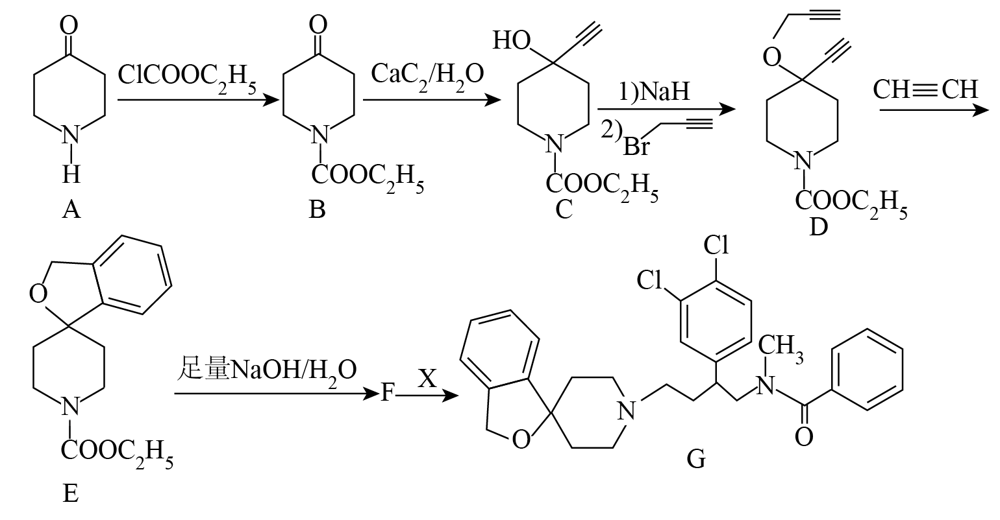 O
ClCOOC₂H₅
N
H
A
O
N
COOC₂H₅
B
CaC₂/H₂O
HO
N
COOC₂H₅
C
1)NaH
2)
Br
O
N
COOC₂H₅
D
CH≡CH
O
N
COOC₂H₅
E
足量NaOH/H₂O
F
X
Cl
Cl
CH₃
N
N
O
O
G